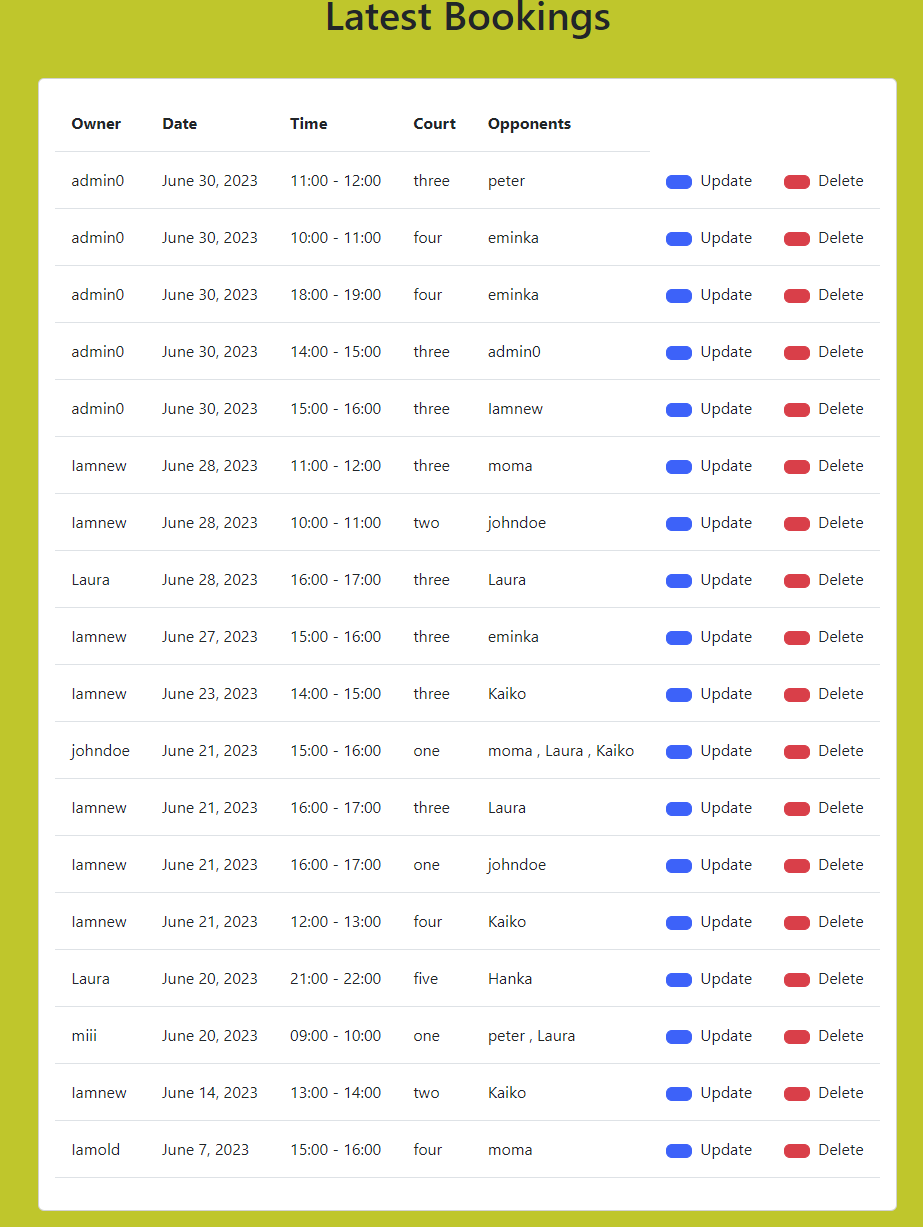 Latest Bookings
Owner Date Time Court Opponents
admin0 June 30, 2023 11:00 - 12:00 three peter Update Delete
admin0 June 30, 2023 10:00 - 11:00 four eminka Update Delete
admin0 June 30, 2023 18:00 - 19:00 four eminka Update Delete
admin0 June 30, 2023 14:00 - 15:00 three admin0 Update Delete
admin0 June 30, 2023 15:00 - 16:00 three Iamnew Update Delete
Iamnew June 28, 2023 11:00 - 12:00 three moma Update Delete
Iamnew June 28, 2023 10:00 - 11:00 two johndoe Update Delete
Laura June 28, 2023 16:00 - 17:00 three Laura Update Delete
Iamnew June 27, 2023 15:00 - 16:00 three eminka Update Delete
Iamnew June 23, 2023 14:00 - 15:00 three Kaiko Update Delete
johndoe June 21, 2023 15:00 - 16:00 one moma , Laura , Kaiko Update Delete
Iamnew June 21, 2023 16:00 - 17:00 three Laura Update Delete
Iamnew June 21, 2023 16:00 - 17:00 one johndoe Update Delete
Iamnew June 21, 2023 12:00 - 13:00 four Kaiko Update Delete
Laura June 20, 2023 21:00 - 22:00 five Hanka Update Delete
miii June 20, 2023 09:00 - 10:00 one peter , Laura Update Delete
Iamnew June 14, 2023 13:00 - 14:00 two Kaiko Update Delete
Iamold June 7, 2023 15:00 - 16:00 four moma Update Delete